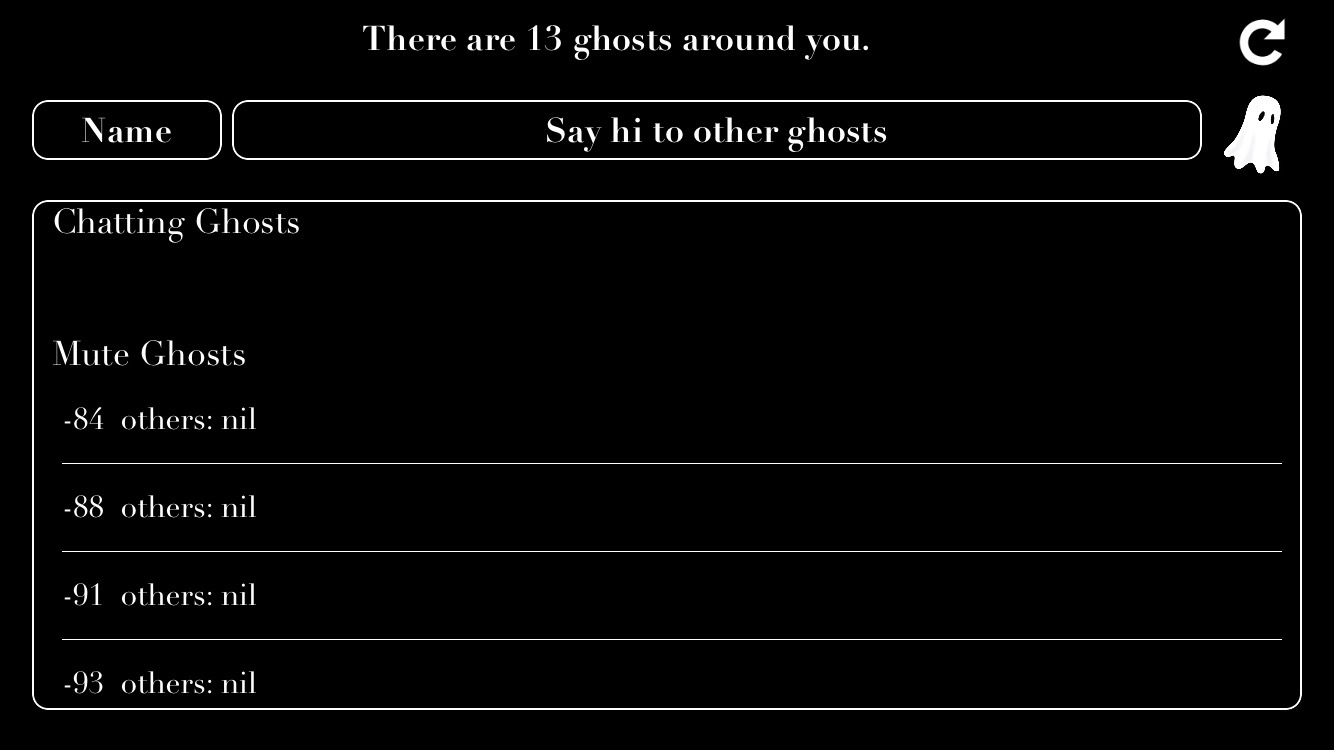 There are 13 ghosts around you.
Name
Say hi to other ghosts
Chatting Ghosts
Mute Ghosts
-84 others: nil
-88 others: nil
-91 others: nil
-93 others: nil